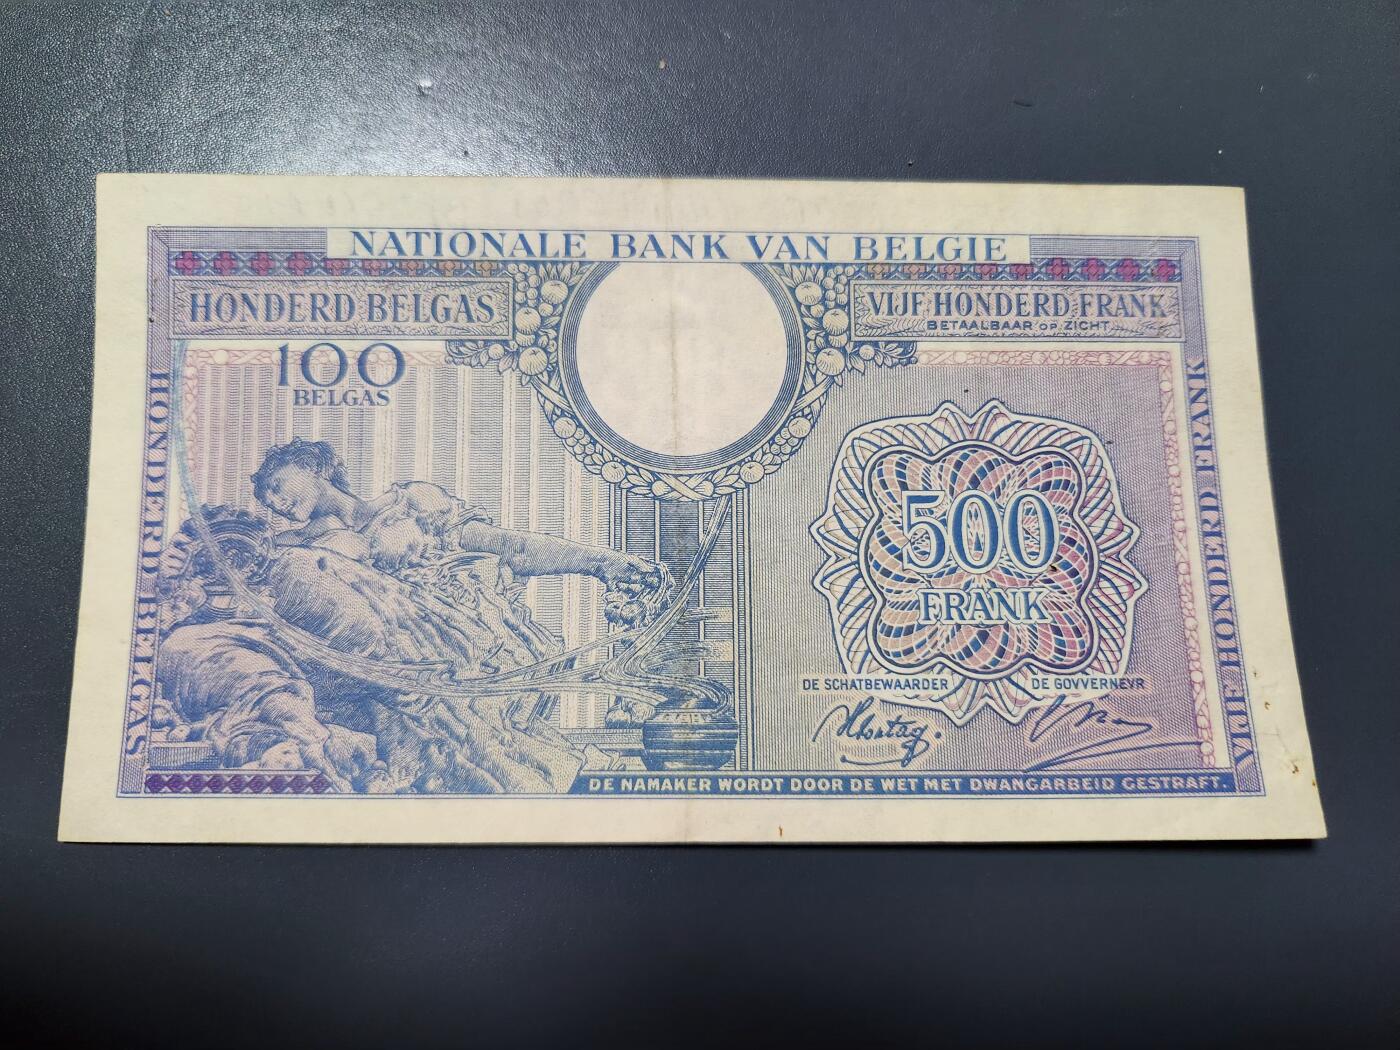 NATIONALE BANK VAN BELGIE
HONDERD BELGAS
VIJF HONDERD FRANK
BETAALBAAR OP ZICHT
100
BELGAS
HONDERD BELGAS
VIJF HONDERD FRANK
500
FRANK
DE SCHATBEWAARDER
DE GOVVERNEVR
DE NAMAKER WORDT DOOR DE WET MET DWANGARBEID GESTRAFT.